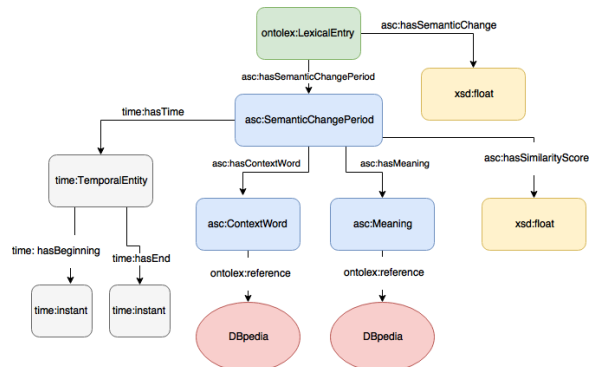 asc:hasSemanticChange
ontolex:LexicalEntry
asc:hasSemanticChangePeriod
xsd:float
time:hasTime
asc:SemanticChangePeriod
asc:hasContextWord
asc:hasMeaning
asc:hasSimilarityScore
time:TemporalEntity
asc:ContextWord
asc:Meaning
xsd:float
time: hasBeginning
time:hasEnd
ontolex:reference
ontolex:reference
time:instant
time:instant
DBpedia
DBpedia